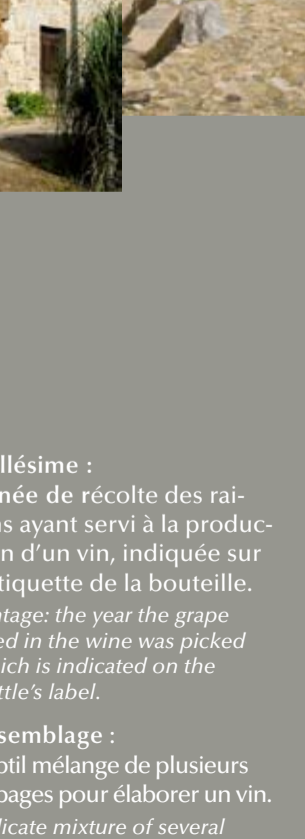 llésime :
née de récolte des rai-
ns ayant servi à la produc-
n d'un vin, indiquée sur
tiquette de la bouteille.
ntage: the year the grape
ed in the wine was picked
ich is indicated on the
ttle's label.
semblage :
btil mélange de plusieurs
pages pour élaborer un vin.
licate mixture of several